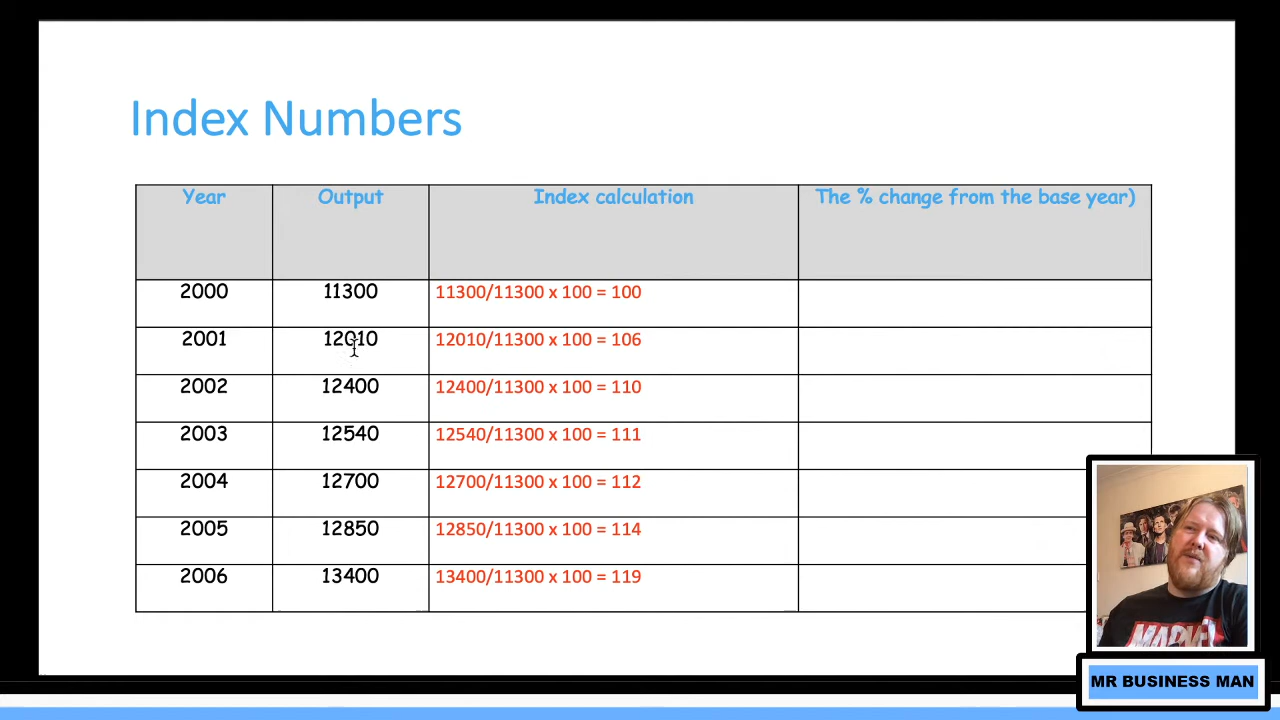 Index Numbers
Year Output Index calculation The % change from the base year)
2000 11300 11300/11300 x 100 = 100
2001 12010 12010/11300 x 100 = 106
2002 12400 12400/11300 x 100 = 110
2003 12540 12540/11300 x 100 = 111
2004 12700 12700/11300 x 100 = 112
2005 12850 12850/11300 x 100 = 114
2006 13400 13400/11300 x 100 = 119
MARVEL
MR BUSINESS MAN